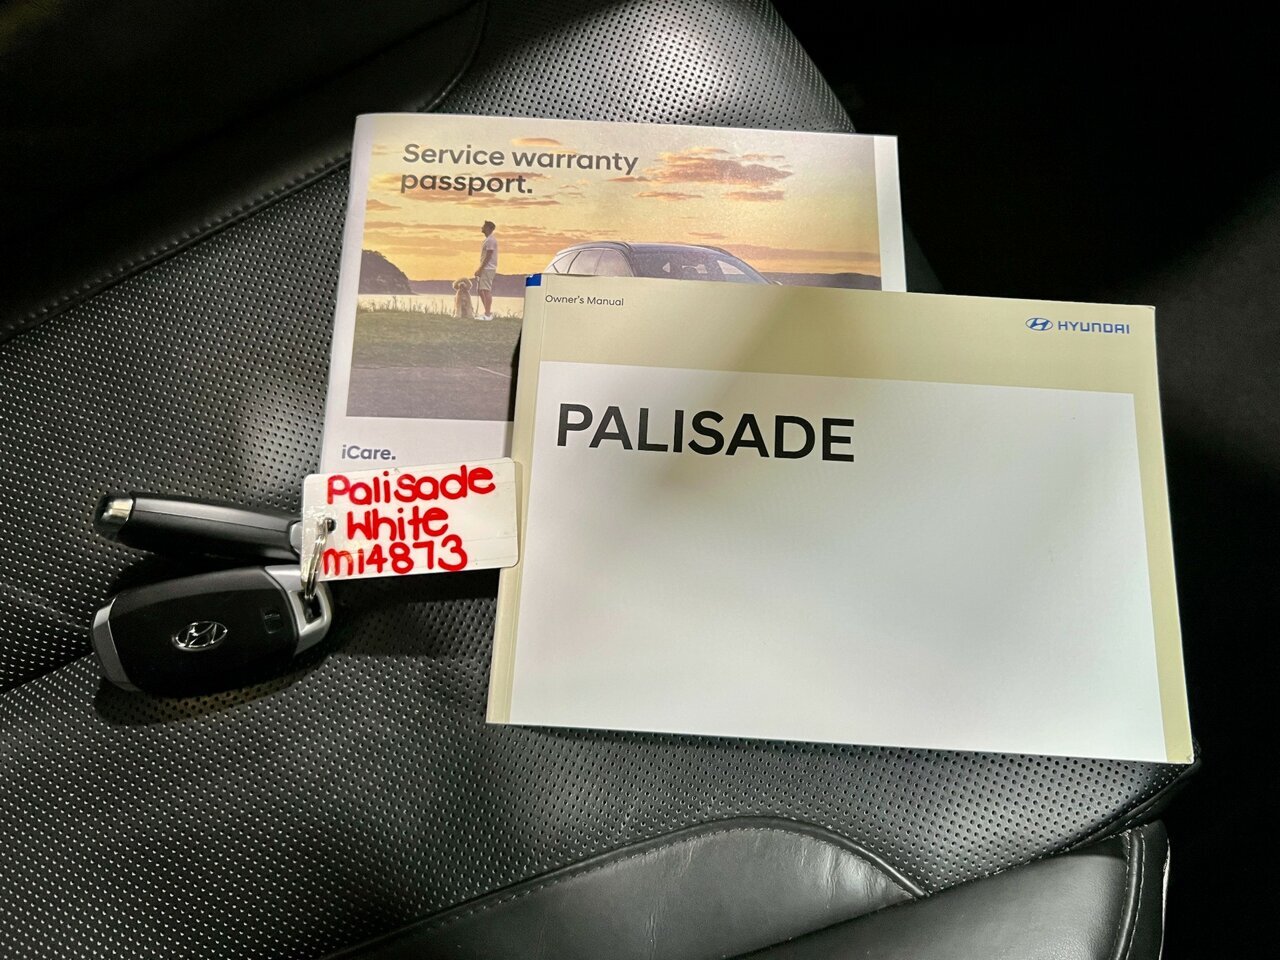 Service warranty
passport.
Owner's Manual
HYUNDAI
PALISADE
iCare.
Palisade
White
mi4873